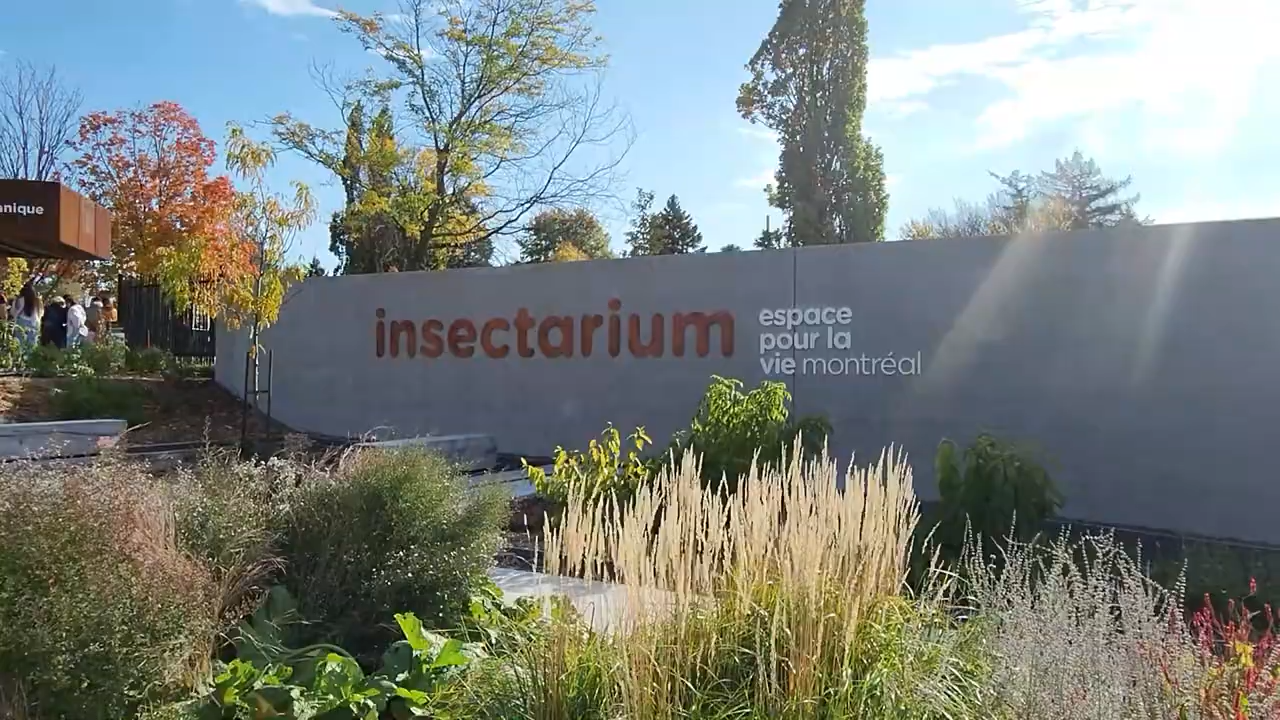 anique
insectarium
espace
pour la
vie montréal